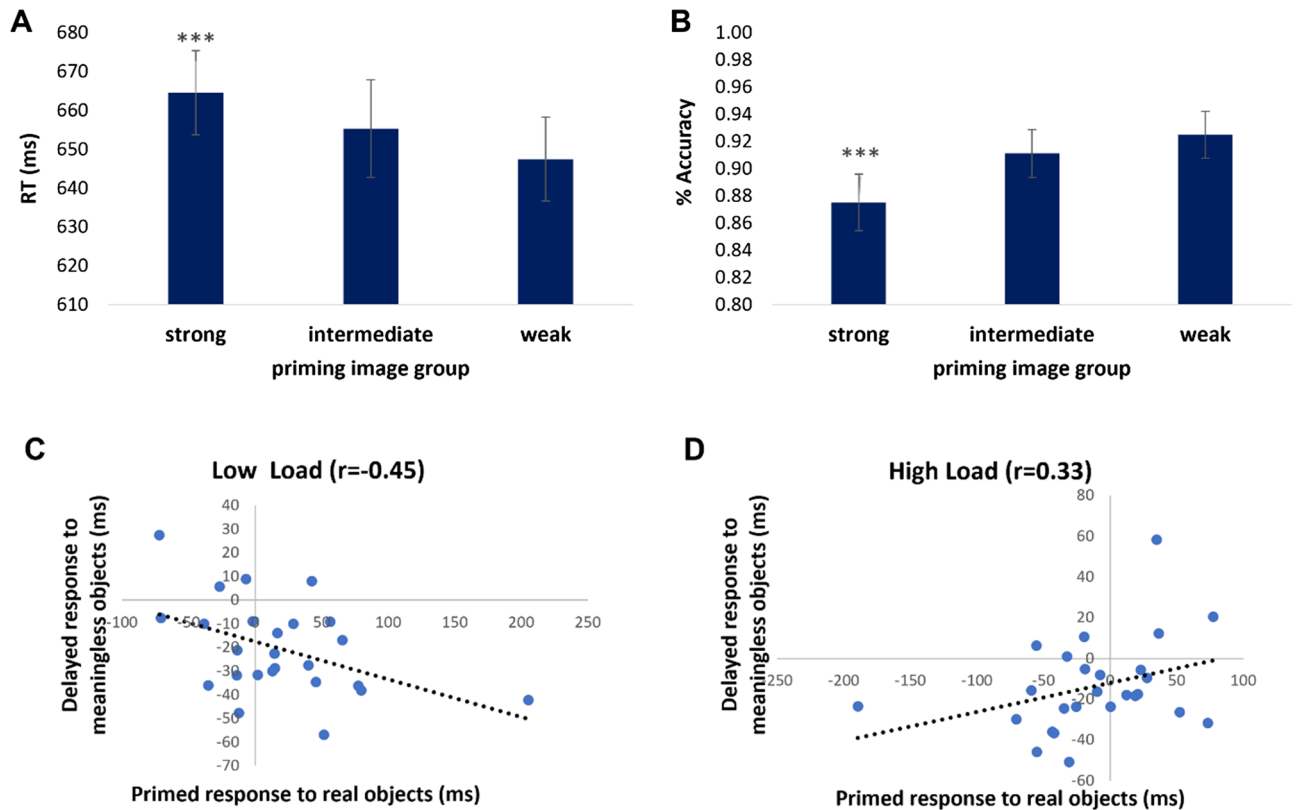 A
***
680
670
660
650
640
630
620
610
RT (ms)
strong intermediate weak
priming image group
B
***
1.00
0.98
0.96
0.94
0.92
0.90
0.88
0.86
0.84
0.82
0.80
% Accuracy
strong intermediate weak
priming image group
C
Low Load (r=-0.45)
Delayed response to
meaningless objects (ms)
40
30
20
10
0
-10
-20
-30
-40
-50
-60
-70
-100 -50 0 50 100 150 200 250
Primed response to real objects (ms)
D
High Load (r=0.33)
Delayed response to
meaningless objects (ms)
80
60
40
20
0
-20
-40
-60
-250 -200 -150 -100 -50 0 50 100
Primed response to real objects (ms)